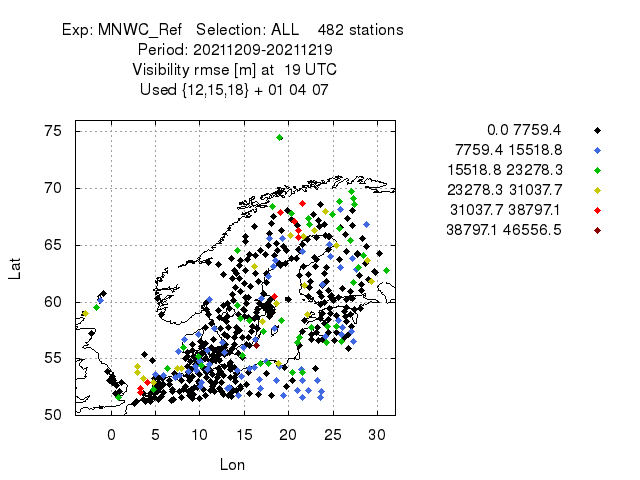 Exp: MNWC_Ref Selection: ALL 482 stations
Period: 20211209-20211219
Visibility rmse [m] at 19 UTC
Used {12,15,18} + 01 04 07
0.0 7759.4
7759.4 15518.8
15518.8 23278.3
23278.3 31037.7
31037.7 38797.1
38797.1 46556.5
75
70
65
60
55
50
Lat
0 5 10 15 20 25 30
Lon